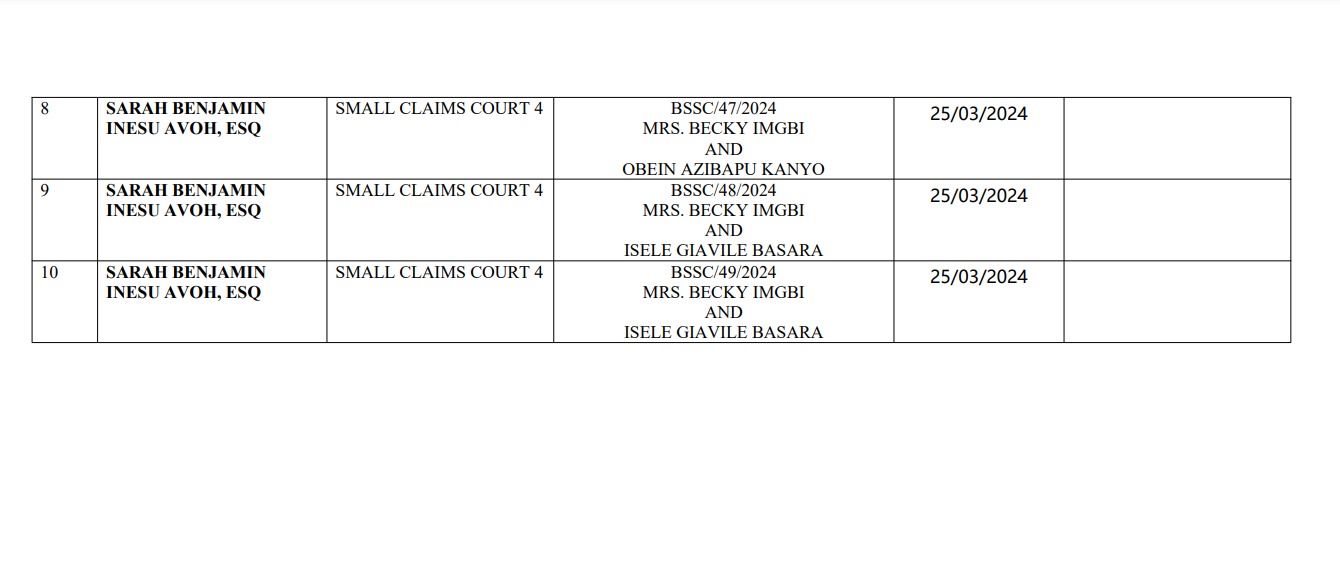 8
SARAH BENJAMIN
INESU AVOH, ESQ
SMALL CLAIMS COURT 4
BSSC/47/2024
MRS. BECKY IMGBI
AND
OBEIN AZIBAPU KANYO
25/03/2024
9
SARAH BENJAMIN
INESU AVOH, ESQ
SMALL CLAIMS COURT 4
BSSC/48/2024
MRS. BECKY IMGBI
AND
ISELE GIAVILE BASARA
25/03/2024
10
SARAH BENJAMIN
INESU AVOH, ESQ
SMALL CLAIMS COURT 4
BSSC/49/2024
MRS. BECKY IMGBI
AND
ISELE GIAVILE BASARA
25/03/2024